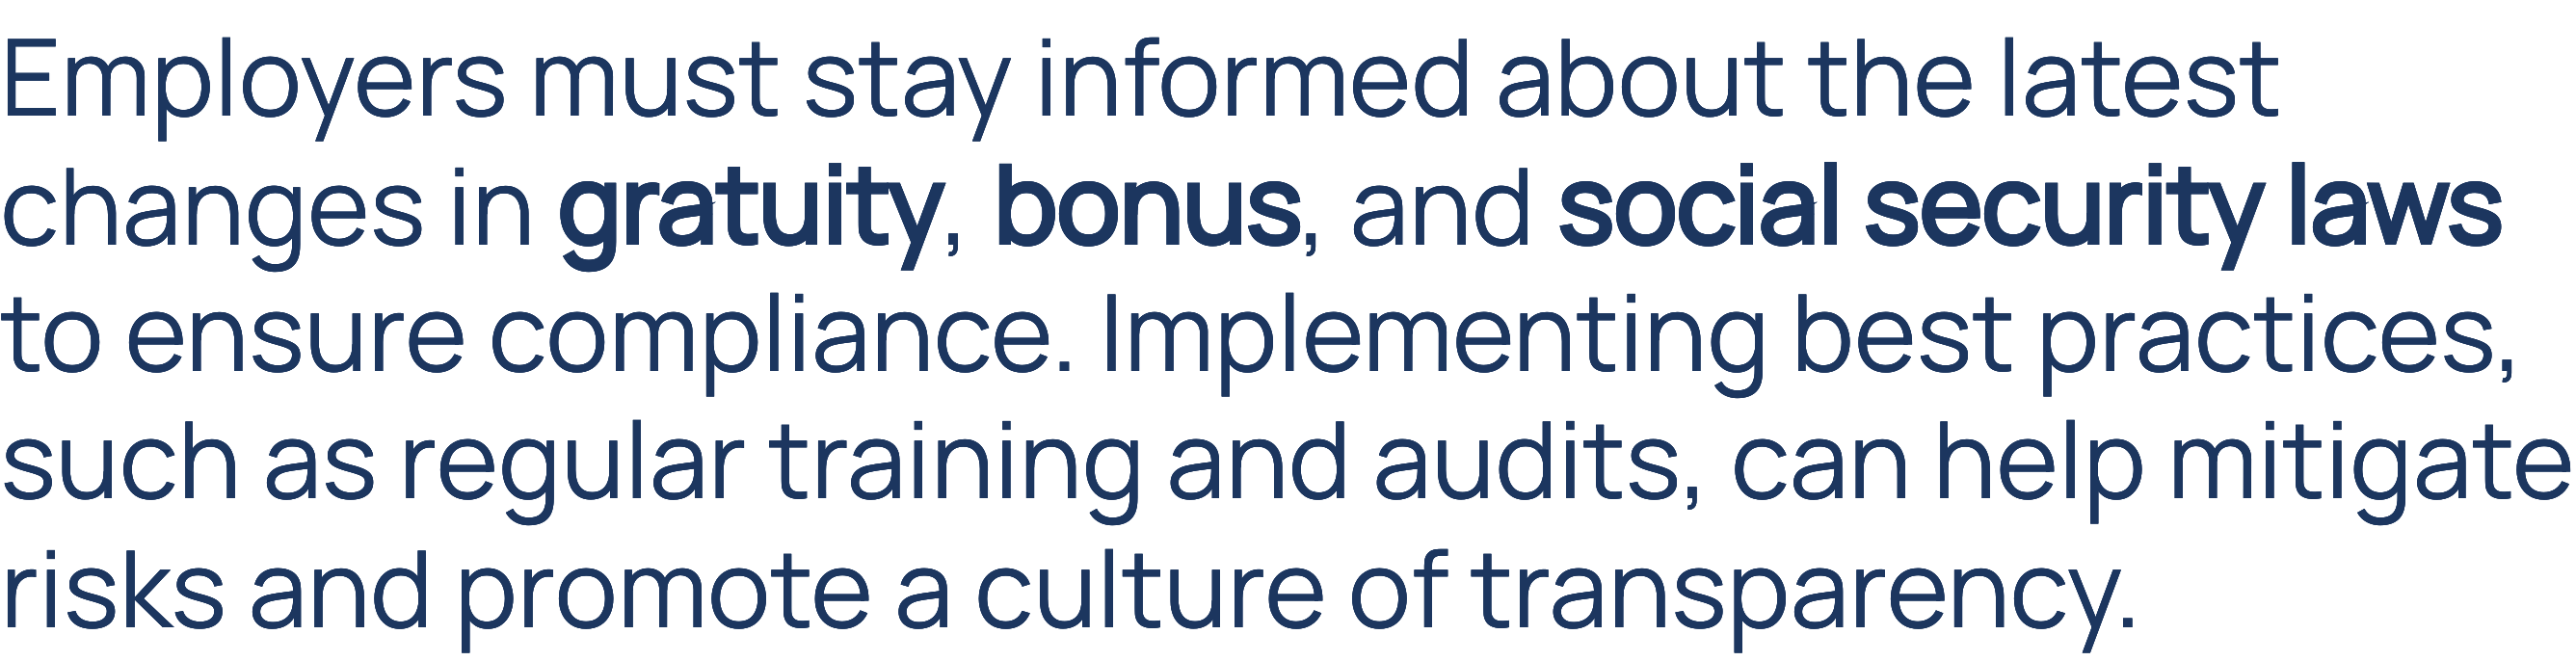 Employers must stay informed about the latest
changes in gratuity, bonus, and social security laws
to ensure compliance. Implementing best practices,
such as regular training and audits, can help mitigate
risks and promote a culture of transparency.